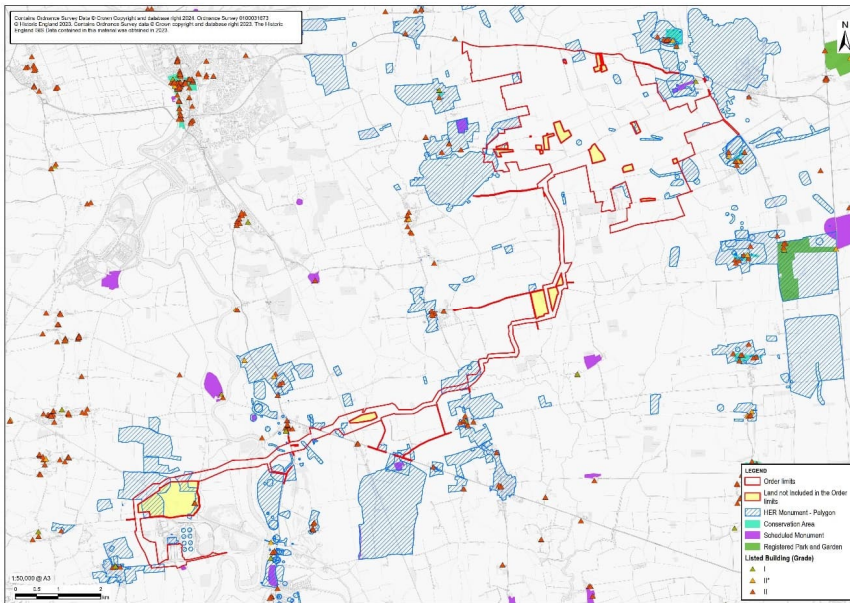 Contains Ordnance Survey Data © Crown Copyright and database right 2024. Ordnance Survey 0100031673
© Historic England 2023. Contains Ordnance Survey data © Crown copyright and database right 2023. The Historic
England GIS Data contained in this material was obtained in 2023.
N
LEGEND
Order limits
Land not Included in the Order
limits
HER Monument - Polygon
Conservation Area
Scheduled Monument
Registered Park and Garden
Listed Building (Grade)
I
II*
II
1:50,000 @ A3
0 0.5 1 2
km